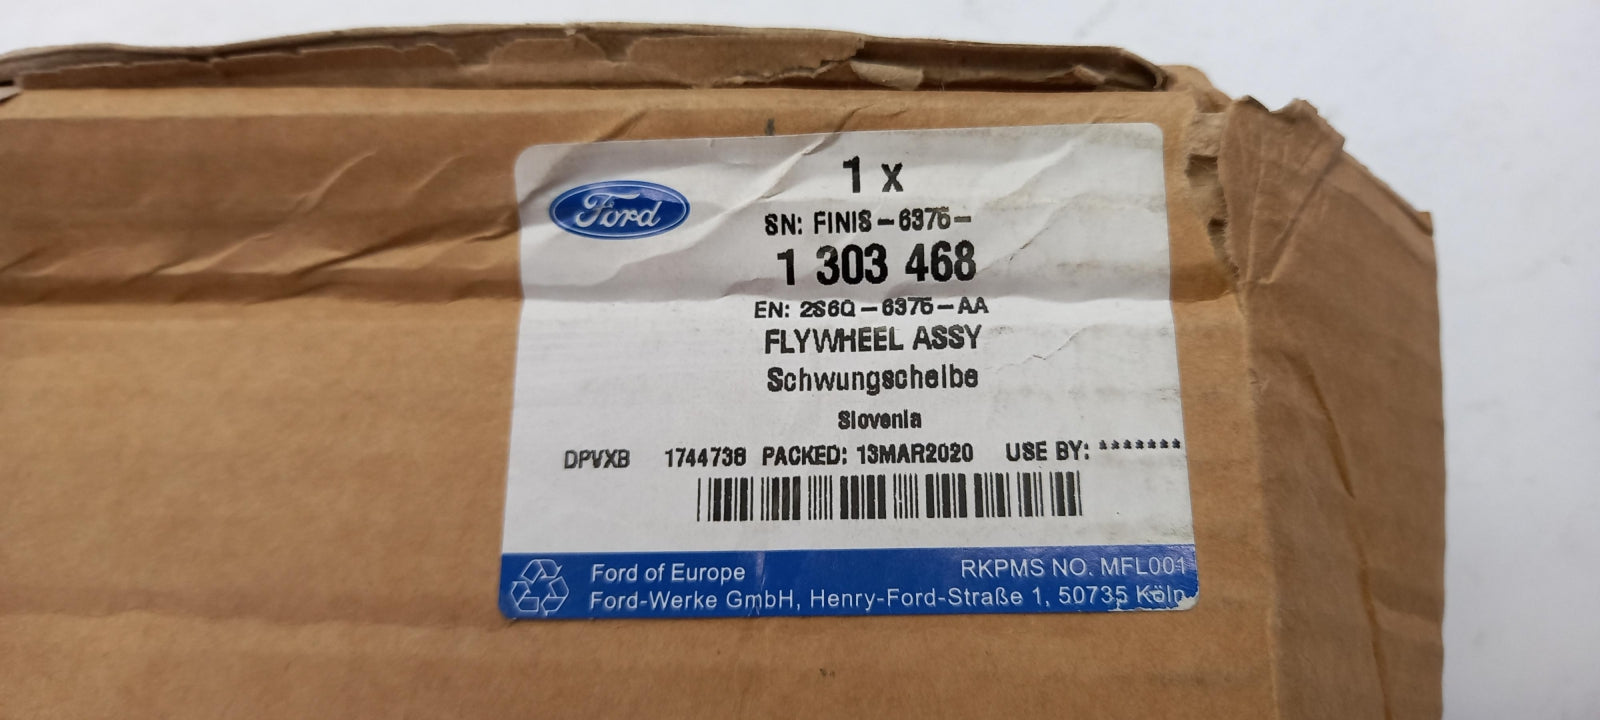 Ford
1 x
SN: FINIS-6375-
1 303 468
EN: 2S6Q-6375-AA
FLYWHEEL ASSY
Schwungscheibe
Slovenia
DPVXB 1744738 PACKED: 13MAR2020 USE BY: *******
Ford of Europe RKPMS NO. MFL001
Ford-Werke GmbH, Henry-Ford-Straße 1, 50735 Köln